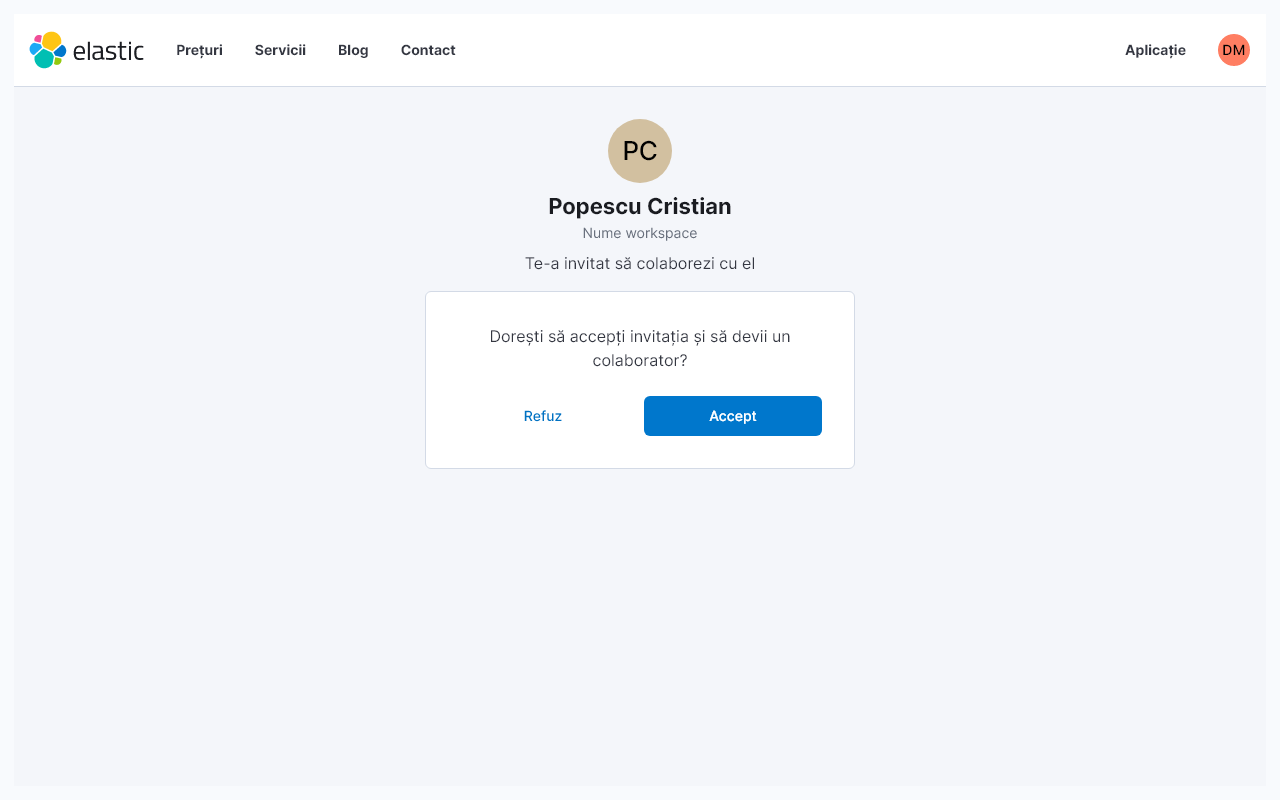 elastic Prețuri Servicii Blog Contact Aplicație DM
PC
Popescu Cristian
Nume workspace
Te-a invitat să colaborezi cu el
Dorești să accepți invitația și să devii un
colaborator?
Refuz Accept